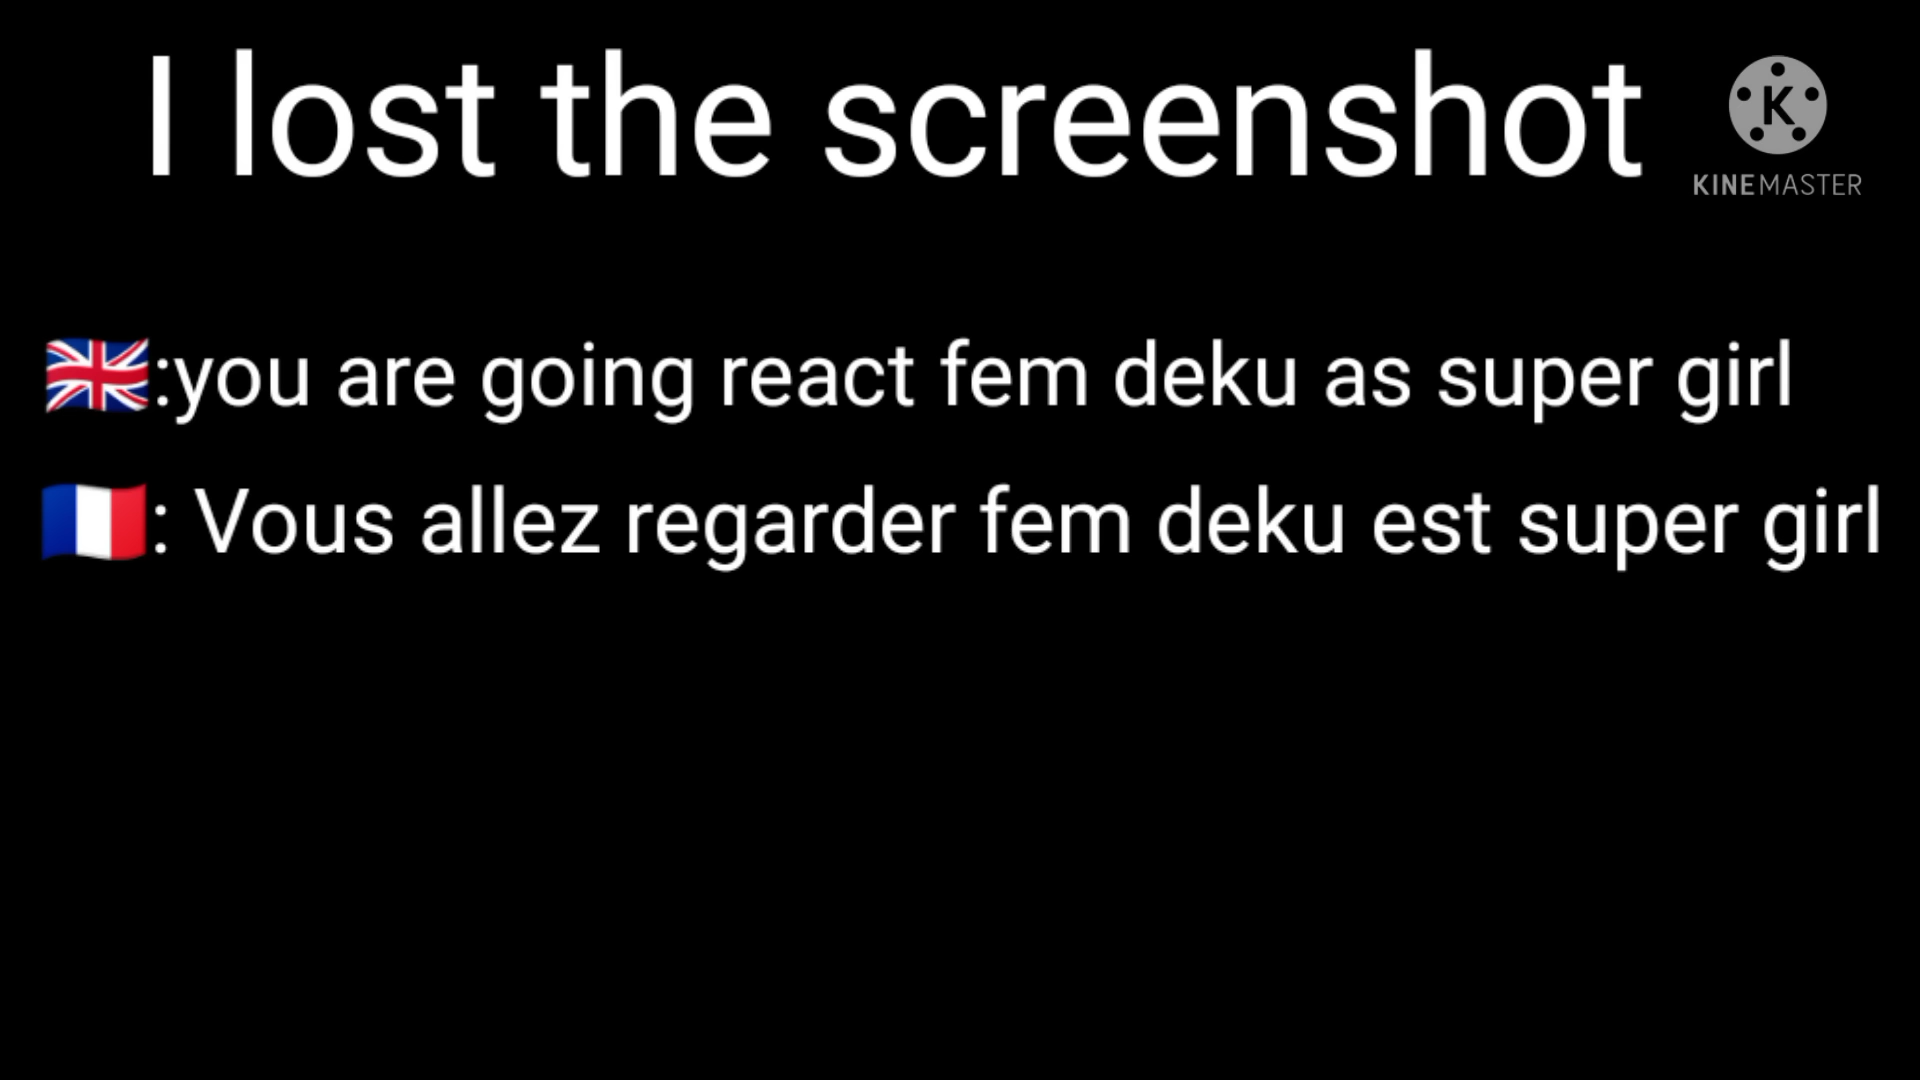 I lost the screenshot
K
KINEMASTER
🇬🇧:you are going react fem deku as super girl
🇫🇷: Vous allez regarder fem deku est super girl